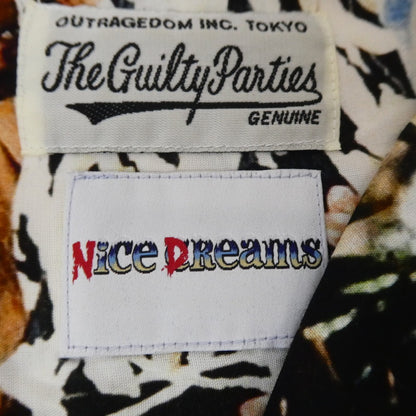 OUTRAGEDOM INC. TOKYO
The Guilty Parties
GENUINE
NiCe DReams